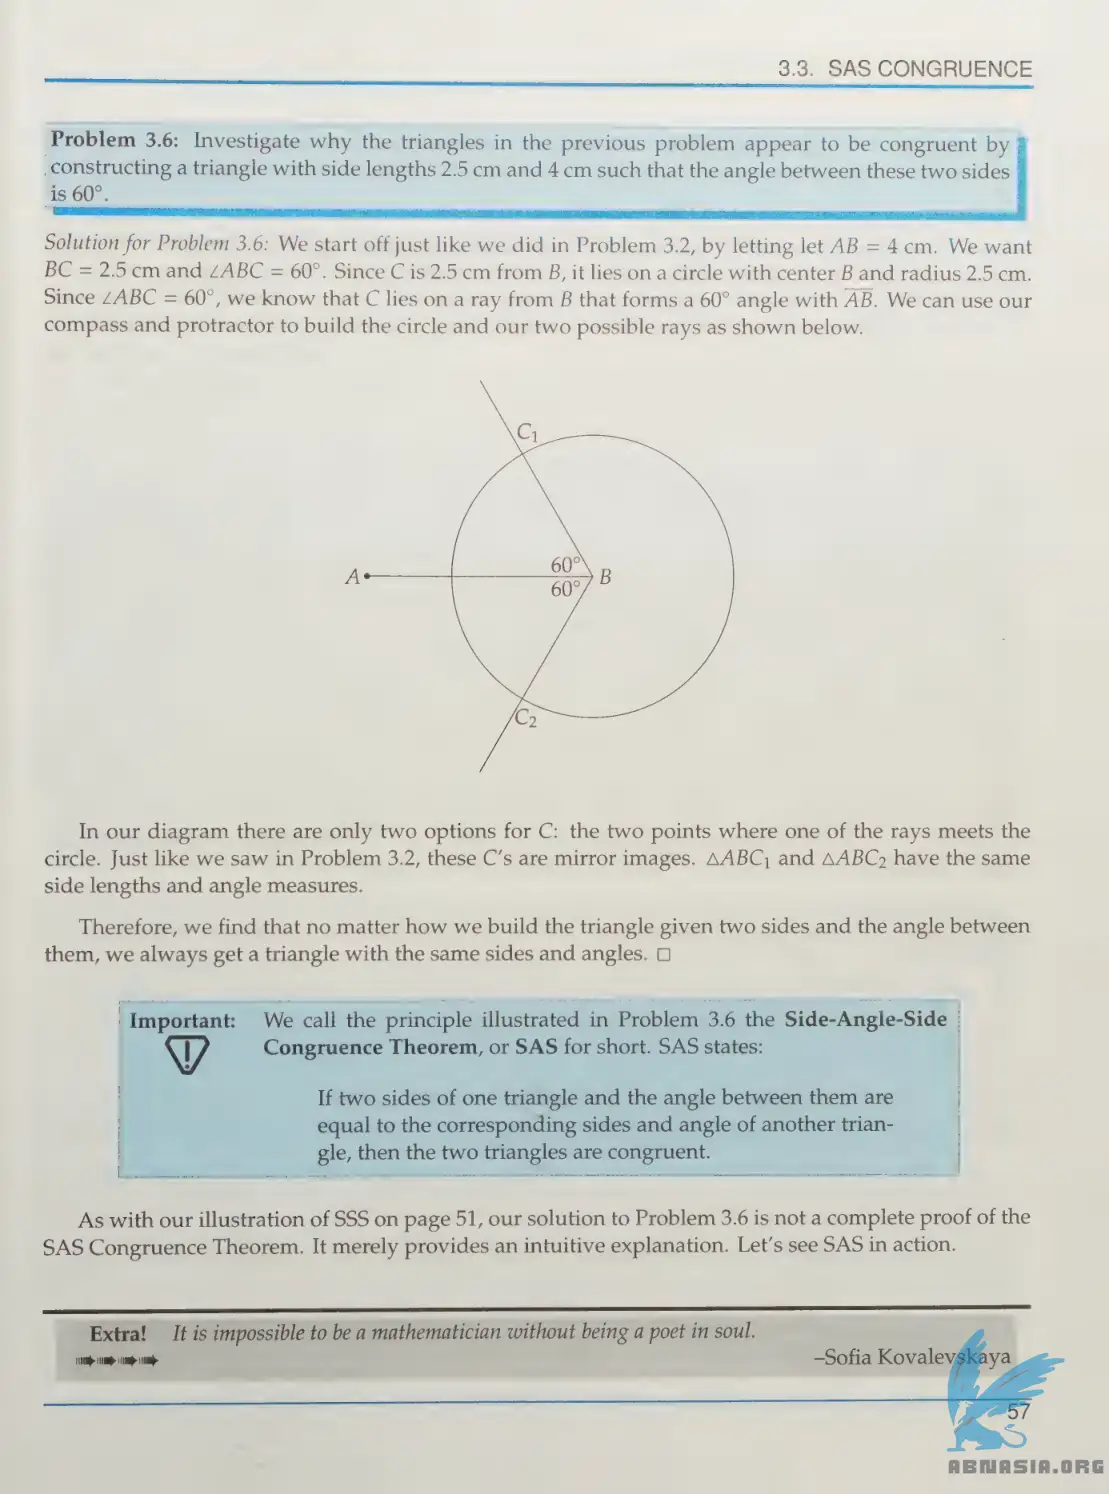 3.3. SAS CONGRUENCE
Problem 3.6: Investigate why the triangles in the previous problem appear to be congruent by
constructing a triangle with side lengths 2.5 cm and 4 cm such that the angle between these two sides
is 60°.
Solution for Problem 3.6: We start off just like we did in Problem 3.2, by letting let AB = 4 cm. We want
BC = 2.5 cm and ∠ABC = 60°. Since C is 2.5 cm from B, it lies on a circle with center B and radius 2.5 cm.
Since ∠ABC = 60°, we know that C lies on a ray from B that forms a 60° angle with A̅B̅. We can use our
compass and protractor to build the circle and our two possible rays as shown below.
C₁
60°
A
B
60°
C₂
In our diagram there are only two options for C: the two points where one of the rays meets the
circle. Just like we saw in Problem 3.2, these C's are mirror images. △ABC₁ and △ABC₂ have the same
side lengths and angle measures.
Therefore, we find that no matter how we build the triangle given two sides and the angle between
them, we always get a triangle with the same sides and angles. □
Important: We call the principle illustrated in Problem 3.6 the Side-Angle-Side
Congruence Theorem, or SAS for short. SAS states:
If two sides of one triangle and the angle between them are
equal to the corresponding sides and angle of another trian-
gle, then the two triangles are congruent.
As with our illustration of SSS on page 51, our solution to Problem 3.6 is not a complete proof of the
SAS Congruence Theorem. It merely provides an intuitive explanation. Let's see SAS in action.
Extra! It is impossible to be a mathematician without being a poet in soul.
–Sofia Kovalevskaya
57
ABNASIA.ORG